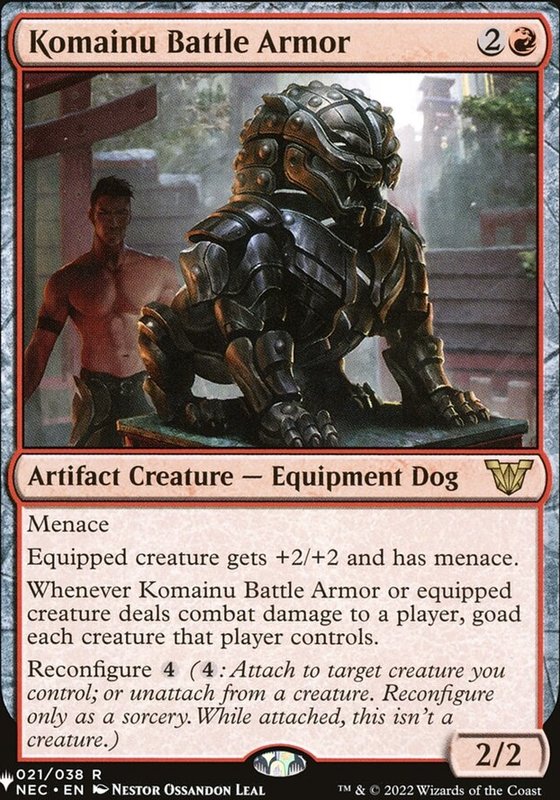 Komainu Battle Armor 2
Artifact Creature — Equipment Dog
Menace
Equipped creature gets +2/+2 and has menace.
Whenever Komainu Battle Armor or equipped
creature deals combat damage to a player, goad
each creature that player controls.
Reconfigure 4 (4: Attach to target creature you
control; or unattach from a creature. Reconfigure
only as a sorcery. While attached, this isn't a
creature.)
2/2
021/038 R
NEC • EN Nestor Ossandon Leal
™ & © 2022 Wizards of the Coast